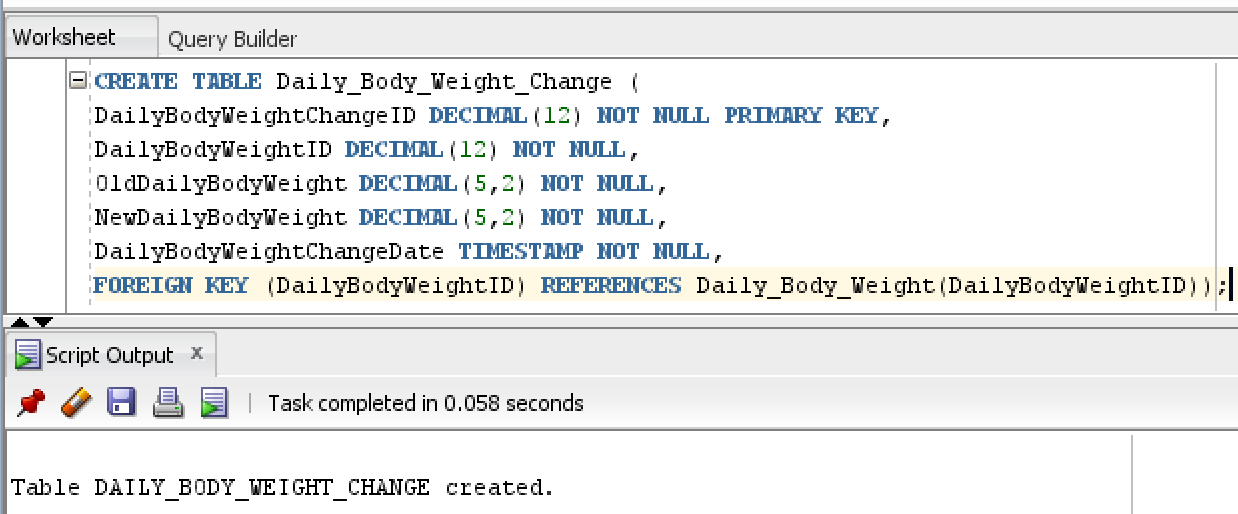 Worksheet Query Builder
CREATE TABLE Daily_Body_Weight_Change (
DailyBodyWeightChangeID DECIMAL(12) NOT NULL PRIMARY KEY,
DailyBodyWeightID DECIMAL(12) NOT NULL,
OldDailyBodyWeight DECIMAL(5,2) NOT NULL,
NewDailyBodyWeight DECIMAL(5,2) NOT NULL,
DailyBodyWeightChangeDate TIMESTAMP NOT NULL,
FOREIGN KEY (DailyBodyWeightID) REFERENCES Daily_Body_Weight(DailyBodyWeightID));
Script Output x
Task completed in 0.058 seconds
Table DAILY_BODY_WEIGHT_CHANGE created.